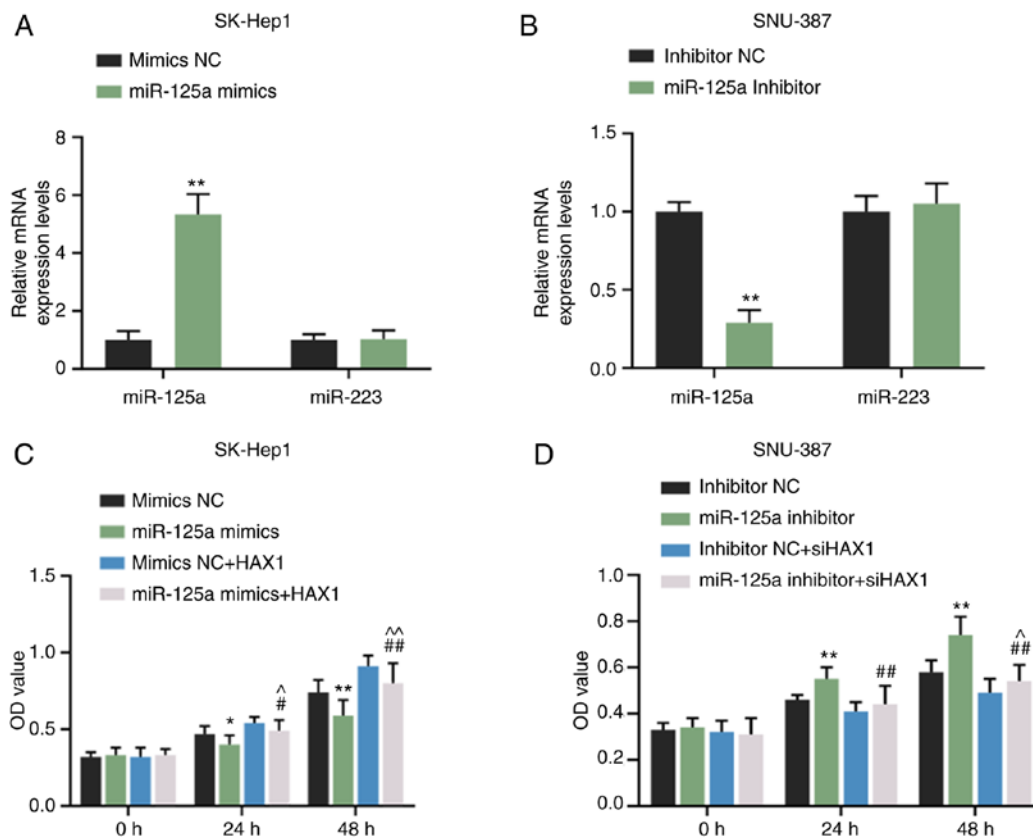 A
SK-Hep1
Mimics NC
miR-125a mimics
Relative mRNA
expression levels
8
6
4
2
0
**
miR-125a
miR-223
B
SNU-387
Inhibitor NC
miR-125a Inhibitor
Relative mRNA
expression levels
1.5
1.0
0.5
0.0
**
miR-125a
miR-223
C
SK-Hep1
Mimics NC
miR-125a mimics
Mimics NC+HAX1
miR-125a mimics+HAX1
OD value
1.5
1.0
0.5
0.0
*
^
#
**
^^
##
0 h
24 h
48 h
D
SNU-387
Inhibitor NC
miR-125a inhibitor
Inhibitor NC+siHAX1
miR-125a inhibitor+siHAX1
OD value
1.0
0.8
0.6
0.4
0.2
0.0
**
##
**
^
##
0 h
24 h
48 h